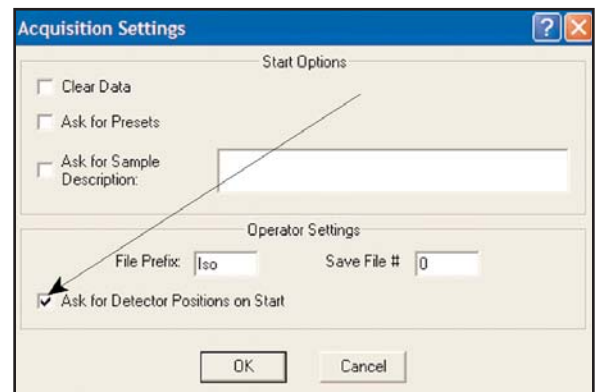 Acquisition Settings
Start Options
Clear Data
Ask for Presets
Ask for Sample
Description:
Operator Settings
File Prefix: Iso Save File # 0
Ask for Detector Positions on Start
OK Cancel